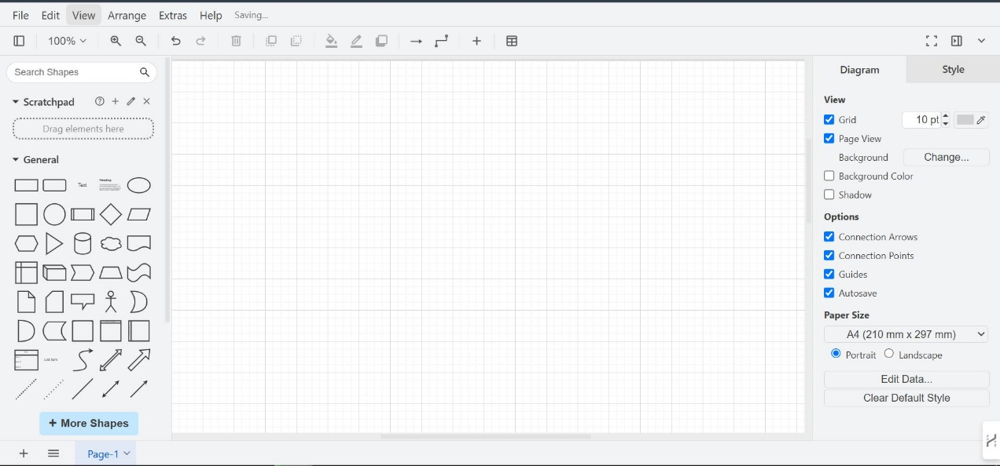 File Edit View Arrange Extras Help Saving...
100%
Search Shapes
Scratchpad
Drag elements here
General
Text
Heading
List Item
+ More Shapes
Page-1
Diagram Style
View
Grid 10 pt
Page View
Background Change...
Background Color
Shadow
Options
Connection Arrows
Connection Points
Guides
Autosave
Paper Size
A4 (210 mm x 297 mm)
Portrait Landscape
Edit Data...
Clear Default Style